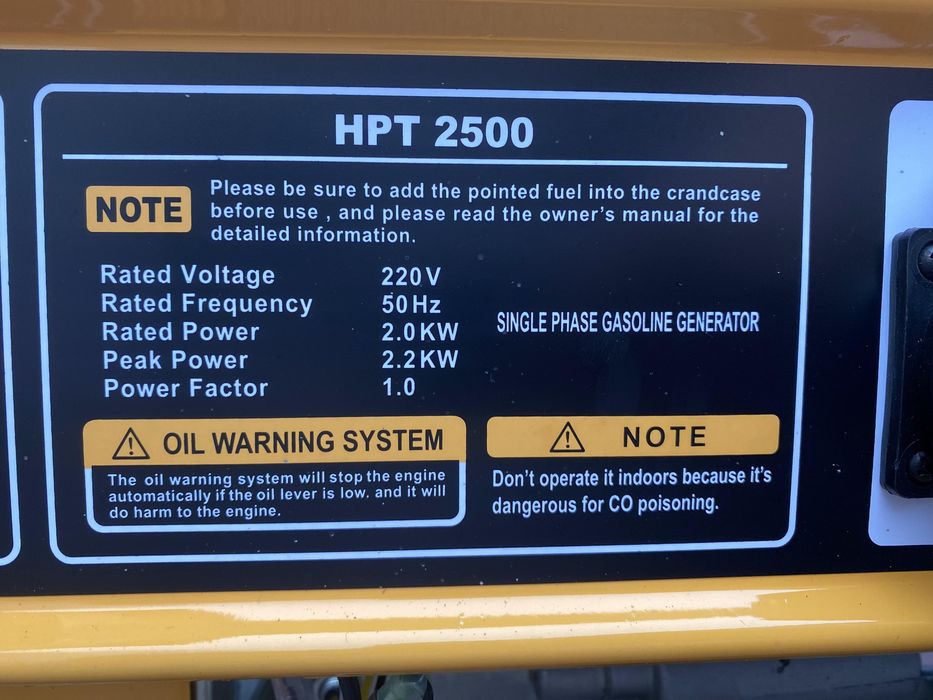 HPT 2500
NOTE
Please be sure to add the pointed fuel into the crandcase
before use , and please read the owner's manual for the
detailed information.
Rated Voltage 220V
Rated Frequency 50Hz
Rated Power 2.0KW
Peak Power 2.2KW
Power Factor 1.0
SINGLE PHASE GASOLINE GENERATOR
OIL WARNING SYSTEM
The oil warning system will stop the engine
automatically if the oil lever is low. and it will
do harm to the engine.
NOTE
Don't operate it indoors because it's
dangerous for CO poisoning.